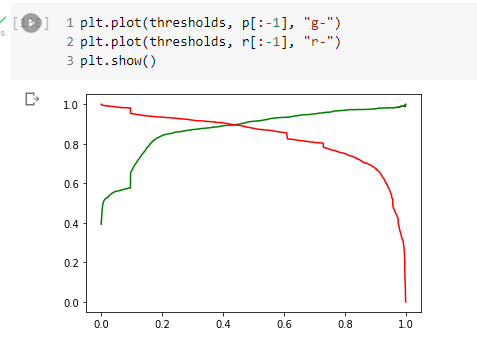 1 plt.plot(thresholds, p[:-1], "g-")
2 plt.plot(thresholds, r[:-1], "r-")
3 plt.show()
1.0
0.8
0.6
0.4
0.2
0.0
0.0 0.2 0.4 0.6 0.8 1.0